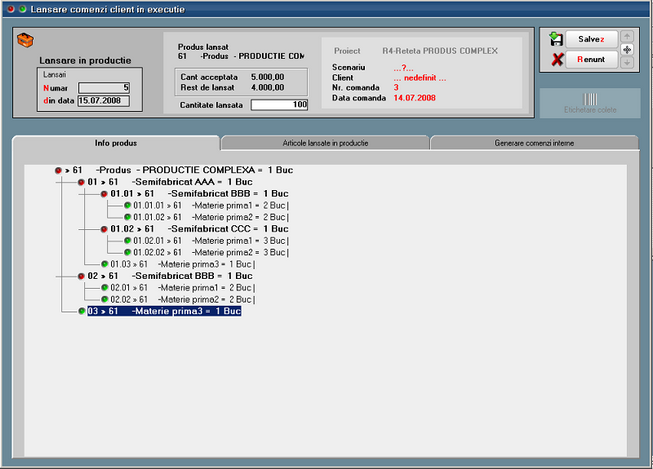 Lansare comenzi client in executie
Lansare in productie
Lansari
Numar 5
din data 15.07.2008
Produs lansat
61 -Produs - PRODUCTIE COM
Cant acceptata 5.000,00
Rest de lansat 4.000,00
Cantitate lansata 100
Proiect R4-Reteta PRODUS COMPLEX
Scenariu ...?...
Client ... nedefinit ...
Nr. comanda 3
Data comanda 14.07.2008
Salvez
Renunt
Etichetare colete
Info produs
Articole lansate in productie
Generare comenzi interne
> 61 -Produs - PRODUCTIE COMPLEXA = 1 Buc
01 > 61 -Semifabricat AAA = 1 Buc
01.01 > 61 -Semifabricat BBB = 1 Buc
01.01.01 > 61 -Materie prima1 = 2 Buc |
01.01.02 > 61 -Materie prima2 = 2 Buc |
01.02 > 61 -Semifabricat CCC = 1 Buc
01.02.01 > 61 -Materie prima1 = 3 Buc |
01.02.02 > 61 -Materie prima2 = 3 Buc |
01.03 > 61 -Materie prima3 = 1 Buc |
02 > 61 -Semifabricat BBB = 1 Buc
02.01 > 61 -Materie prima1 = 2 Buc |
02.02 > 61 -Materie prima2 = 2 Buc |
03 > 61 -Materie prima3 = 1 Buc